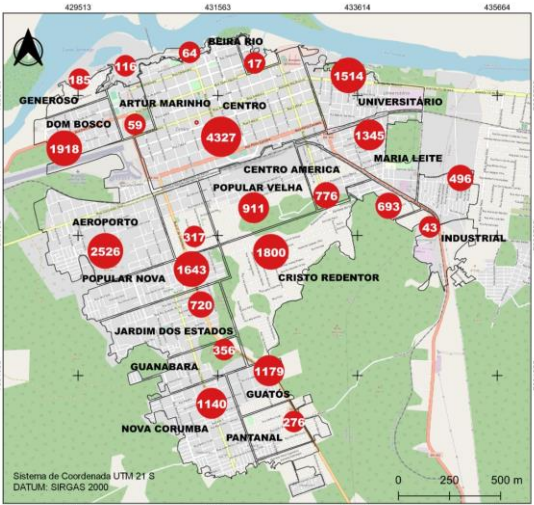 429513 431563 433614 435664
BEIRA RIO
64
116
17
185
1514
GENEROSO
ARTUR MARINHO CENTRO
UNIVERSITÁRIO
DOM BOSCO
59
4327
1345
1918
MARIA LEITE
CENTRO AMERICA
496
POPULAR VELHA
776
693
911
AEROPORTO
43
317
INDUSTRIAL
2526
1800
1643
POPULAR NOVA
CRISTO REDENTOR
720
JARDIM DOS ESTADOS
356
GUANABARA
1179
GUATÓS
1140
276
NOVA CORUMBA
PANTANAL
Sistema de Coordenada UTM 21 S
DATUM: SIRGAS 2000
0 250 500 m